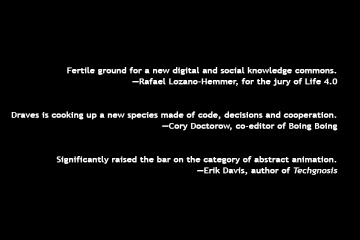 Fertile ground for a new digital and social knowledge commons.
—Rafael Lozano-Hemmer, for the jury of Life 4.0
Draves is cooking up a new species made of code, decisions and cooperation.
—Cory Doctorow, co-editor of Boing Boing
Significantly raised the bar on the category of abstract animation.
—Erik Davis, author of Techgnosis